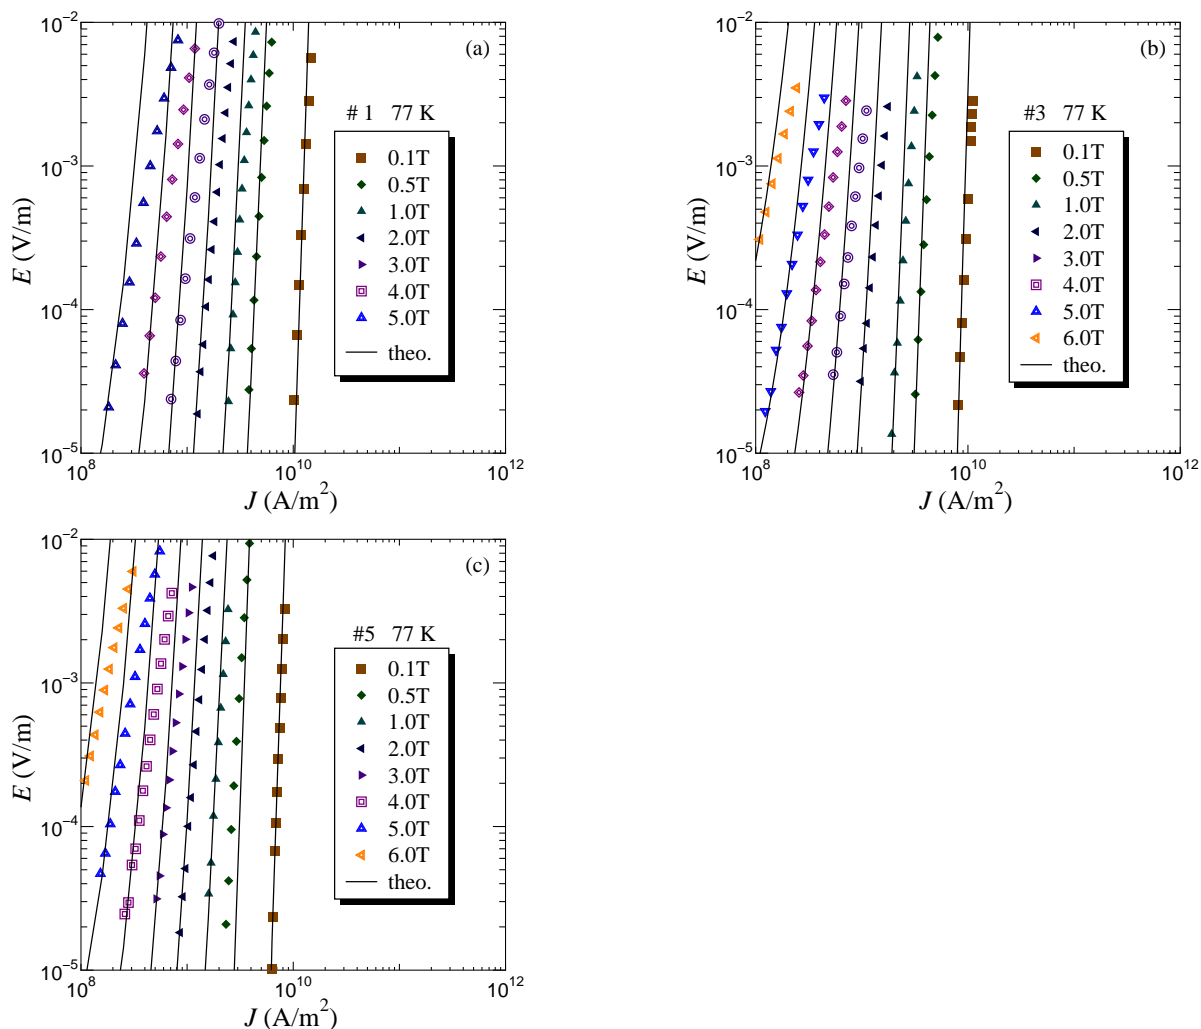 (a)
# 1 77 K
0.1T
0.5T
1.0T
2.0T
3.0T
4.0T
5.0T
theo.
10^-2
10^-3
10^-4
10^-5
E (V/m)
10^8
10^10
10^12
J (A/m^2)
(b)
#3 77 K
0.1T
0.5T
1.0T
2.0T
3.0T
4.0T
5.0T
6.0T
theo.
10^-2
10^-3
10^-4
10^-5
E (V/m)
10^8
10^10
10^12
J (A/m^2)
(c)
#5 77 K
0.1T
0.5T
1.0T
2.0T
3.0T
4.0T
5.0T
6.0T
theo.
10^-2
10^-3
10^-4
10^-5
E (V/m)
10^8
10^10
10^12
J (A/m^2)